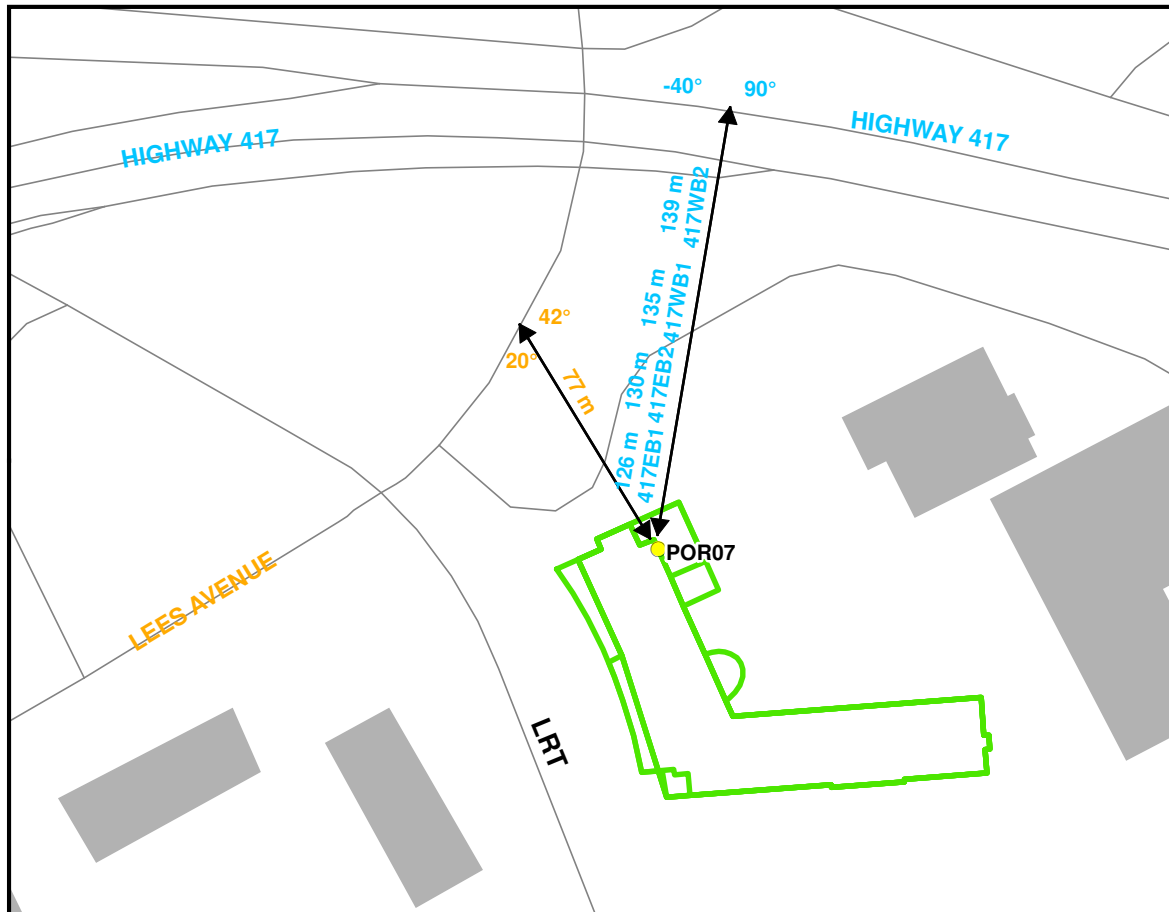 -40°
90°
HIGHWAY 417
HIGHWAY 417
139 m
417WB2
135 m
417WB1
130 m
417EB2
126 m
417EB1
42°
20°
77 m
POR07
LEES AVENUE
LRT